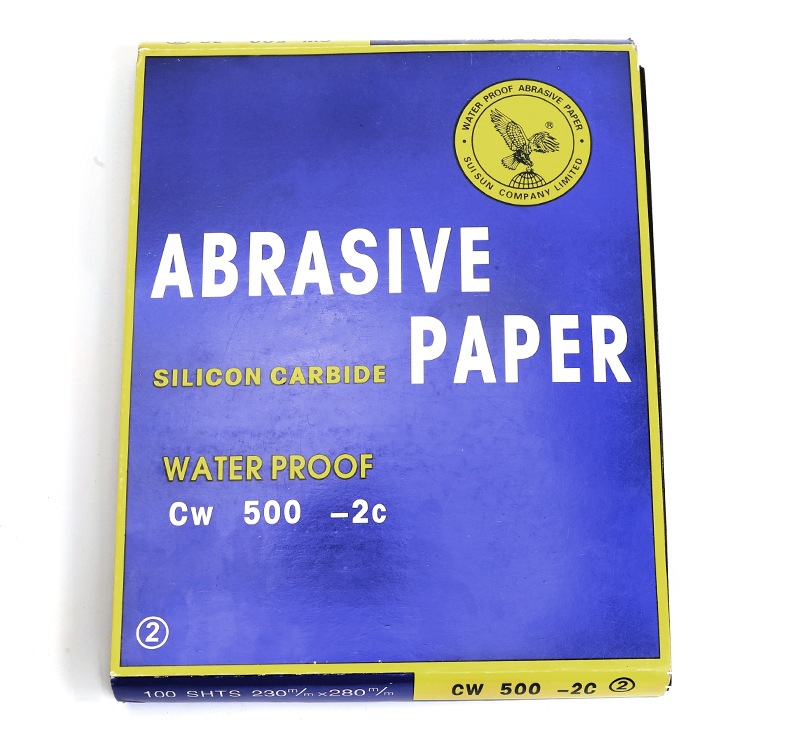 WATER PROOF ABRASIVE PAPER
®
SUI SUN COMPANY LIMITED
ABRASIVE
PAPER
SILICON CARBIDE
WATER PROOF
Cw 500 -2c
②
100 SHTS 230m/m×280m/m
CW 500 -2C ②